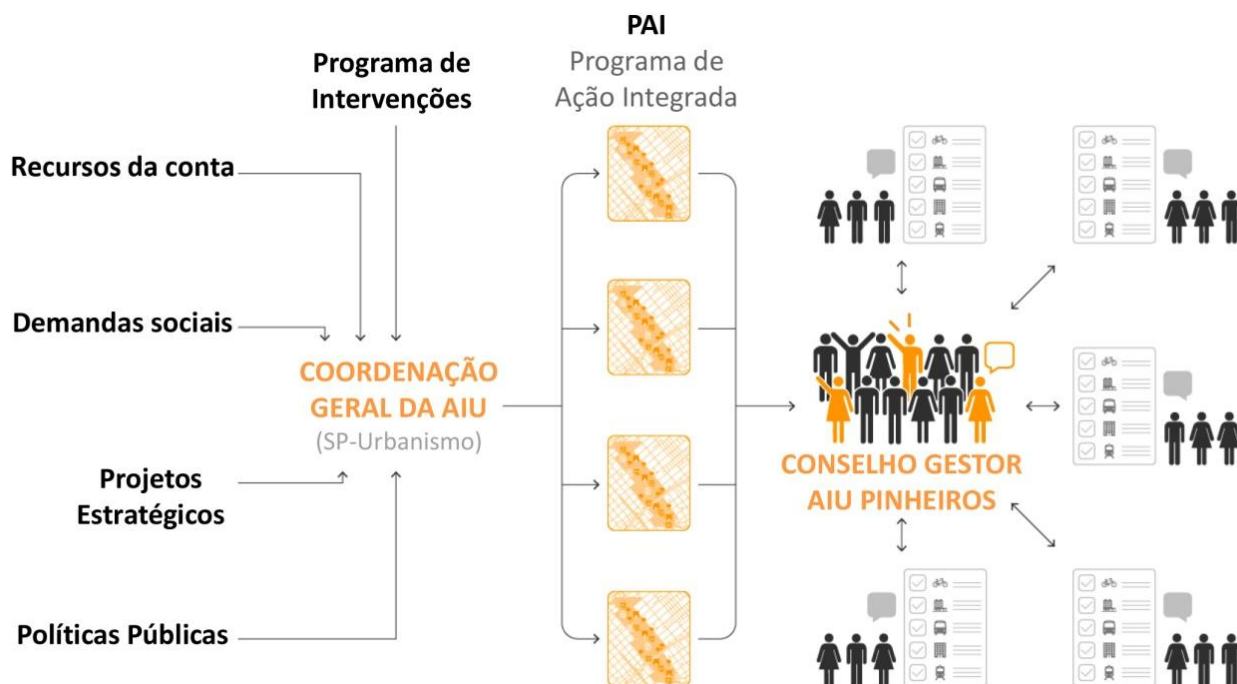 PAI
Programa de
Ação Integrada
Programa de
Intervenções
Recursos da conta
Demandas sociais
COORDENAÇÃO
GERAL DA AIU
(SP-Urbanismo)
Projetos
Estratégicos
Políticas Públicas
CONSELHO GESTOR
AIU PINHEIROS